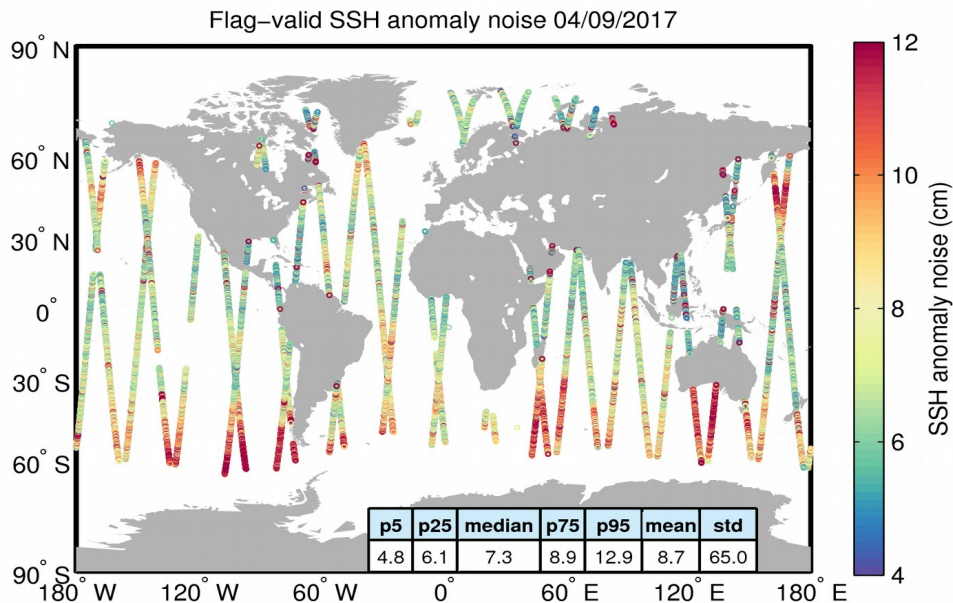 Flag−valid SSH anomaly noise 04/09/2017
90° N
60° N
30° N
0°
30° S
60° S
90° S
180° W
120° W
60° W
0°
60° E
120° E
180° E
p5 p25 median p75 p95 mean std
4.8 6.1 7.3 8.9 12.9 8.7 65.0
12
10
8
6
4
SSH anomaly noise (cm)